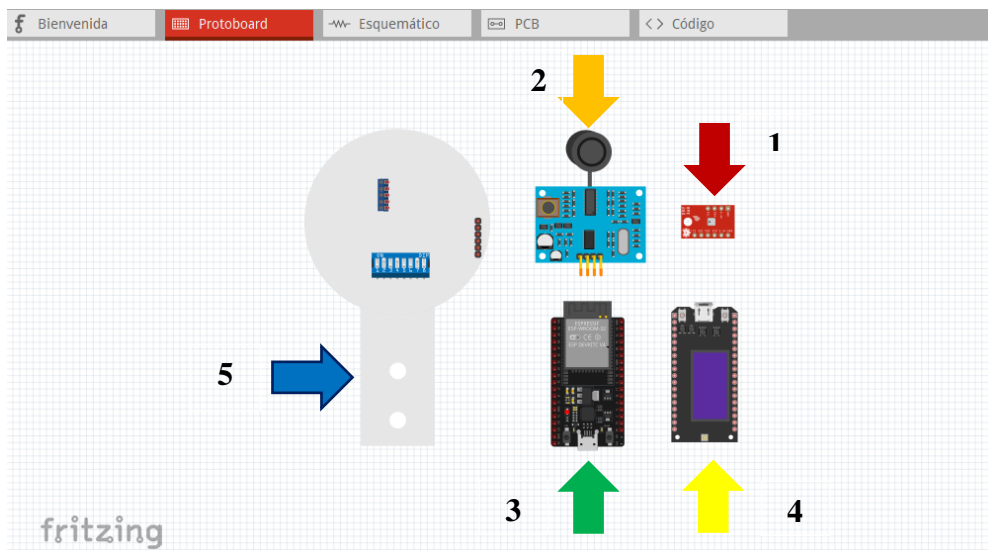 Bienvenida
Protoboard
Esquemático
PCB
Código
2
1
5
3
4
fritzing